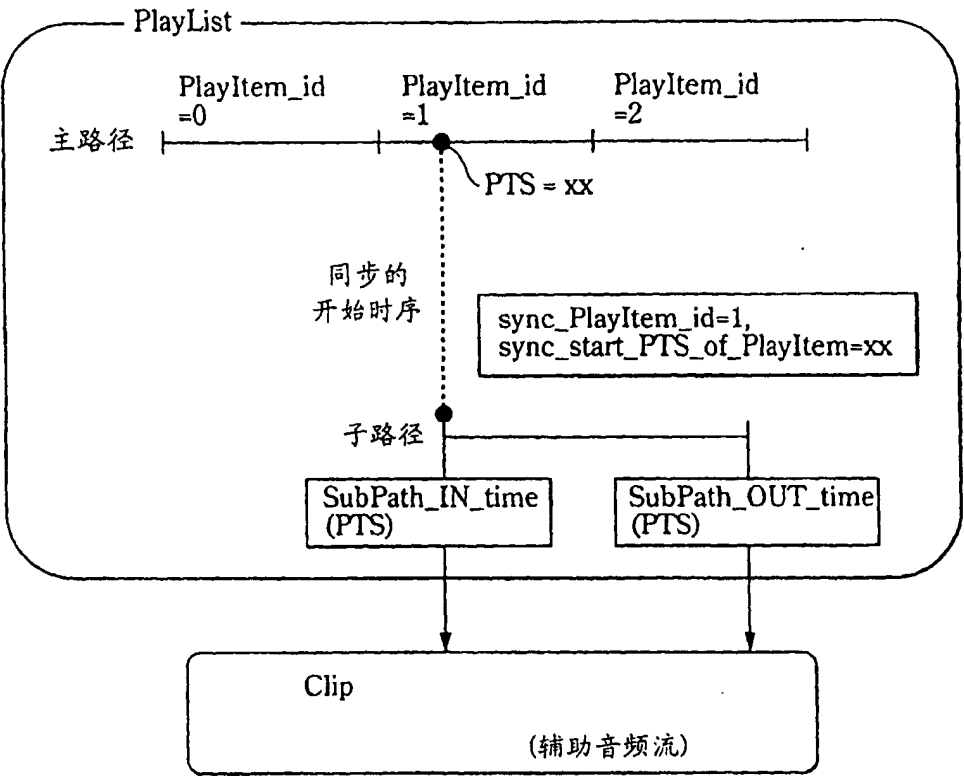 PlayList
PlayItem_id
=0
PlayItem_id
=1
PlayItem_id
=2
主路径
PTS = xx
同步的
开始时序
sync_PlayItem_id=1,
sync_start_PTS_of_PlayItem=xx
子路径
SubPath_IN_time
(PTS)
SubPath_OUT_time
(PTS)
Clip
(辅助音频流)